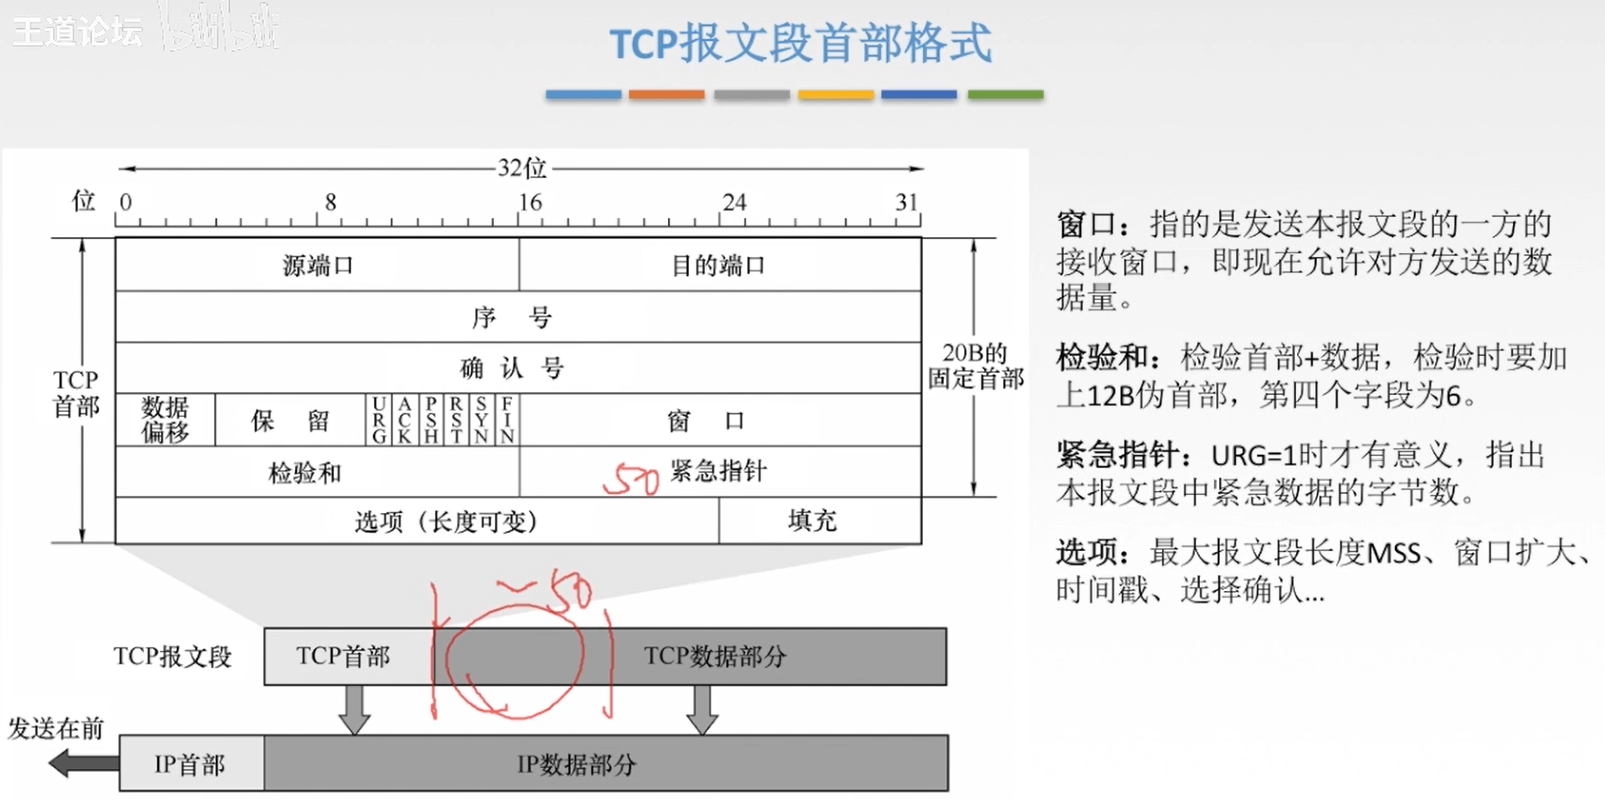 王道论坛 bilibili
TCP报文段首部格式
32位
位 0 8 16 24 31
源端口 目的端口
序 号
确 认 号
TCP
首部
20B的
固定首部
数据
偏移
保 留
URG
ACK
PSH
RST
SYN
FIN
窗 口
检验和 50 紧急指针
选项（长度可变） 填充
~50
TCP报文段 TCP首部 TCP数据部分
发送在前
IP首部 IP数据部分
窗口：指的是发送本报文段的一方的
接收窗口，即现在允许对方发送的数
据量。
检验和：检验首部+数据，检验时要加
上12B伪首部，第四个字段为6。
紧急指针：URG=1时才有意义，指出
本报文段中紧急数据的字节数。
选项：最大报文段长度MSS、窗口扩大、
时间戳、选择确认...